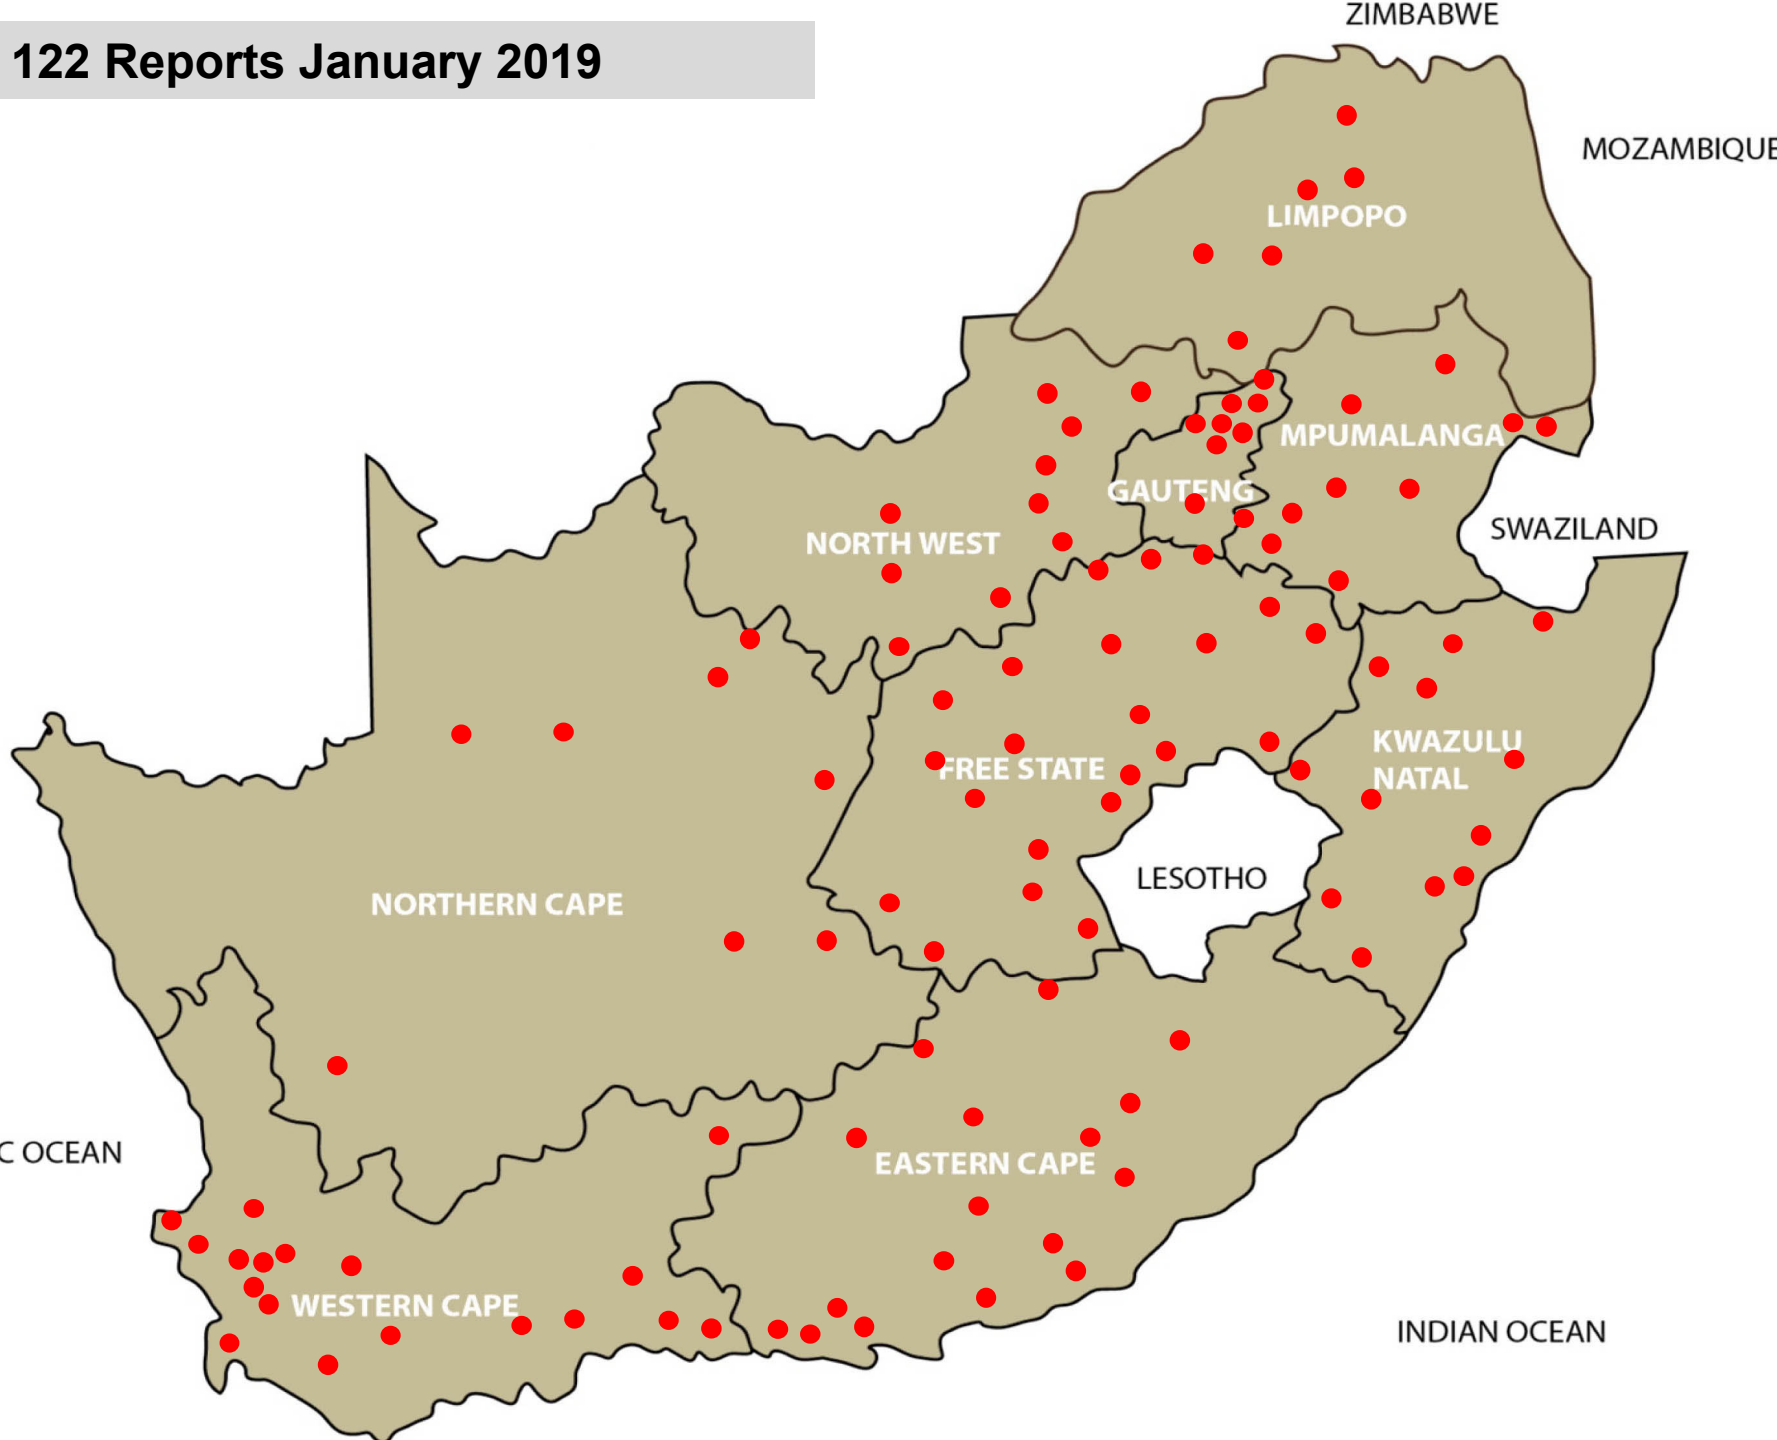 ZIMBABWE
122 Reports January 2019
MOZAMBIQUE
LIMPOPO
MPUMALANGA
GAUTENG
SWAZILAND
NORTH WEST
KWAZULU
NATAL
FREE STATE
LESOTHO
NORTHERN CAPE
C OCEAN
EASTERN CAPE
WESTERN CAPE
INDIAN OCEAN